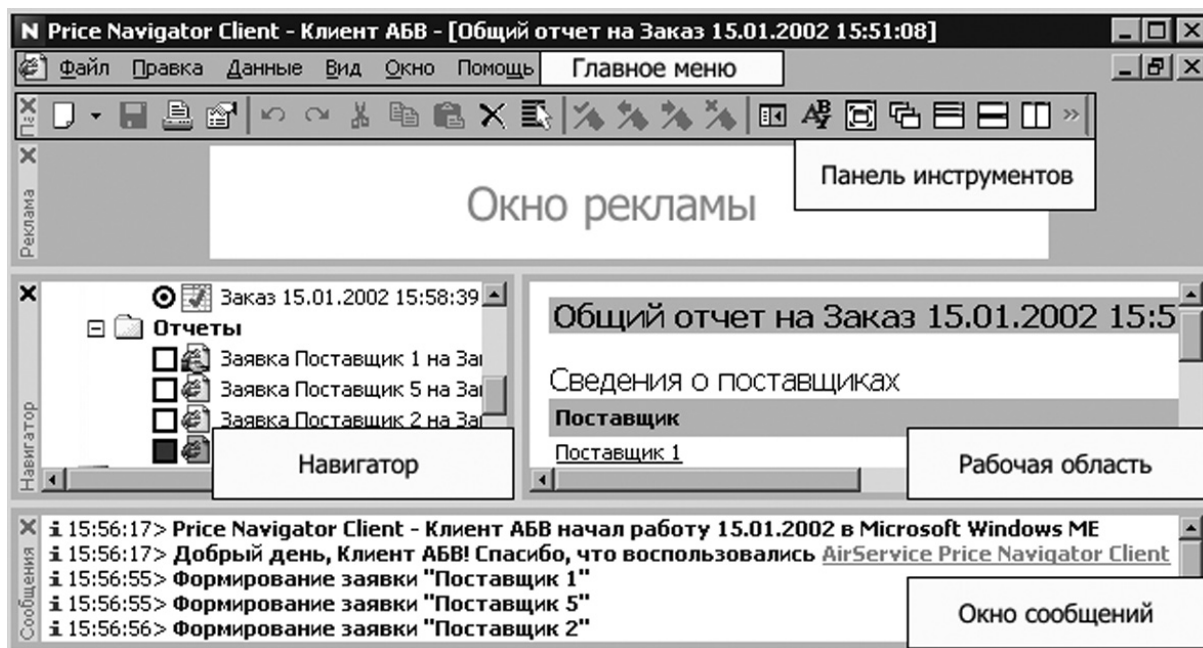 N Price Navigator Client - Клиент АБВ - [Общий отчет на Заказ 15.01.2002 15:51:08]
Файл Правка Данные Вид Окно Помощь Главное меню
Панель инструментов
Реклама
Окно рекламы
Навигатор
Заказ 15.01.2002 15:58:39
Отчеты
Заявка Поставщик 1 на За
Заявка Поставщик 5 на За
Заявка Поставщик 2 на За
Навигатор
Общий отчет на Заказ 15.01.2002 15:5
Сведения о поставщиках
Поставщик
Поставщик 1
Рабочая область
Сообщения
i 15:56:17> Price Navigator Client - Клиент АБВ начал работу 15.01.2002 в Microsoft Windows ME
i 15:56:17> Добрый день, Клиент АБВ! Спасибо, что воспользовались AirService Price Navigator Client
i 15:56:55> Формирование заявки "Поставщик 1"
i 15:56:55> Формирование заявки "Поставщик 5"
i 15:56:56> Формирование заявки "Поставщик 2"
Окно сообщений